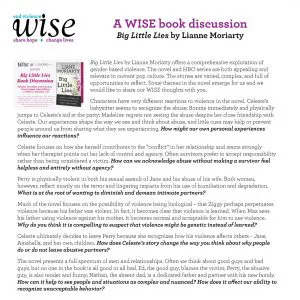 end violence
wise
share hope • change lives
A WISE book discussion
Big Little Lies by Lianne Moriarty
Big Little Lies
Book Discussion
LIANE
MORIARTY
Big
Little
Lies
Big Little Lies by Lianne Moriarty offers a comprehensive exploration of
gender-based violence. The novel and HBO series are both appealing and
relevant to current pop culture. The stories are varied, complex, and full of
opportunities to reflect. Some themes in the novel emerge for us and we
would like to share our WISE thoughts with you.
Characters have very different reactions to violence in the novel. Celeste's
babysitter seems to recognize the abuse; Bonnie immediately and physically
jumps to Celeste's aid at the party; Madeline regrets not seeing the abuse despite her close friendship with
Celeste. Our experiences shape the way we see and think about abuse, and little cues may help or prevent
people around us from sharing what they are experiencing. How might our own personal experiences
influence our reactions?
Celeste focuses on how she herself contributes to the "conflict" in her relationship and resists strongly
when her therapist points out her lack of control and agency. Often survivors prefer to accept responsibility
rather than being considered a victim. How can we acknowledge abuse without making a survivor feel
helpless and entirely without agency?
Perry is physically violent in both his sexual assault of Jane and his abuse of his wife. Both women,
however, reflect mostly on the terror and lingering impacts from his use of humiliation and degradation.
What is at the root of wanting to diminish and demean intimate partners?
Much of the novel focuses on the possibility of violence being biological – that Ziggy perhaps perpetrates
violence because his father was violent. In fact, it becomes clear that violence is learned. When Max sees
his father using violence against his mother, it becomes normal and acceptable for him to use violence.
Why do you think it is compelling to suspect that violence might be genetic instead of learned?
Celeste ultimately decides to leave Perry because she recognizes how his violence affects others – Jane,
Amabella, and her own children. How does Celeste's story change the way you think about why people
do or do not leave abusive partners?
This novel presents a full spectrum of men and relationships. Often we think about good guys and bad
guys, but no one in the book is all good or all bad. Ed, the good guy, blames the victim; Perry, the abusive
guy, is also tender and funny; Nathan, the absent dad, is a dedicated father and partner with his new family.
How can it help to see people and situations as complex and nuanced? How does it affect our ability to
recognize unacceptable behavior?